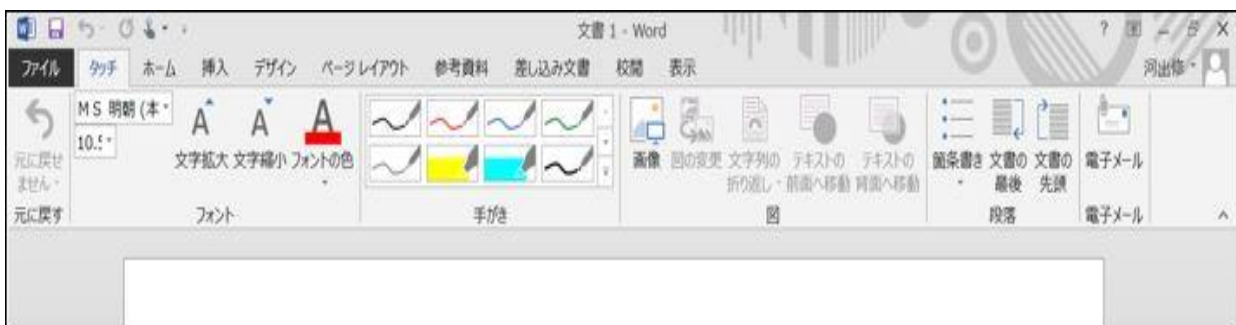 文書 1 - Word
ファイル タッチ ホーム 挿入 デザイン ページ レイアウト 参考資料 差し込み文書 校閲 表示 河出修
MS 明朝 (本
10.5
元に戻せ
ません
文字拡大 文字縮小 フォントの色
画像 図の変更 文字列の
折り返し テキストの
前面へ移動 テキストの
背面へ移動
箇条書き 文書の
最後 文書の
先頭
電子メール
元に戻す フォント 手がき 図 段落 電子メール